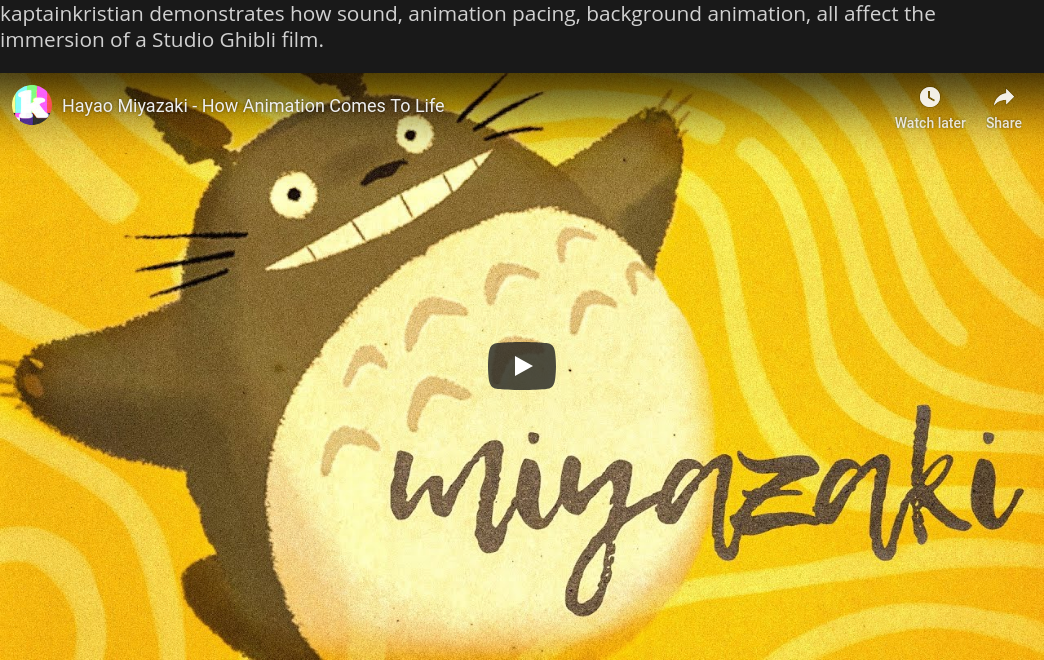 kaptainkristian demonstrates how sound, animation pacing, background animation, all affect the
immersion of a Studio Ghibli film.
k
Hayao Miyazaki - How Animation Comes To Life
Watch later
Share
miyazaki